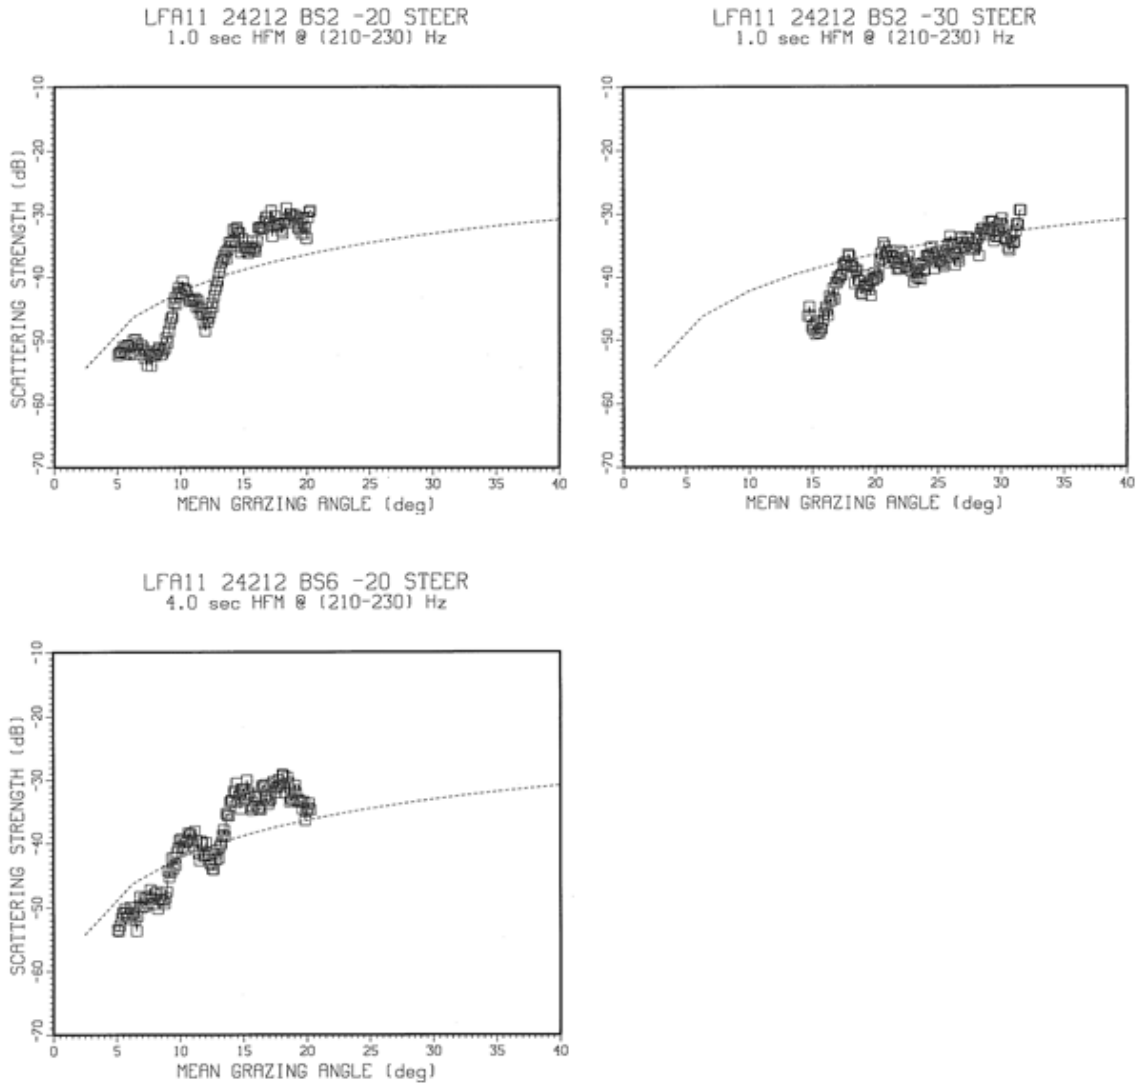 LFA11 24212 BS2 -20 STEER
1.0 sec HFM @ (210-230) Hz
SCATTERING STRENGTH (dB)
-10
-20
-30
-40
-50
-60
-70
0 5 10 15 20 25 30 35 40
MEAN GRAZING ANGLE (deg)
LFA11 24212 BS2 -30 STEER
1.0 sec HFM @ (210-230) Hz
-10
-20
-30
-40
-50
-60
-70
0 5 10 15 20 25 30 35 40
MEAN GRAZING ANGLE (deg)
LFA11 24212 BS6 -20 STEER
4.0 sec HFM @ (210-230) Hz
SCATTERING STRENGTH (dB)
-10
-20
-30
-40
-50
-60
-70
0 5 10 15 20 25 30 35 40
MEAN GRAZING ANGLE (deg)